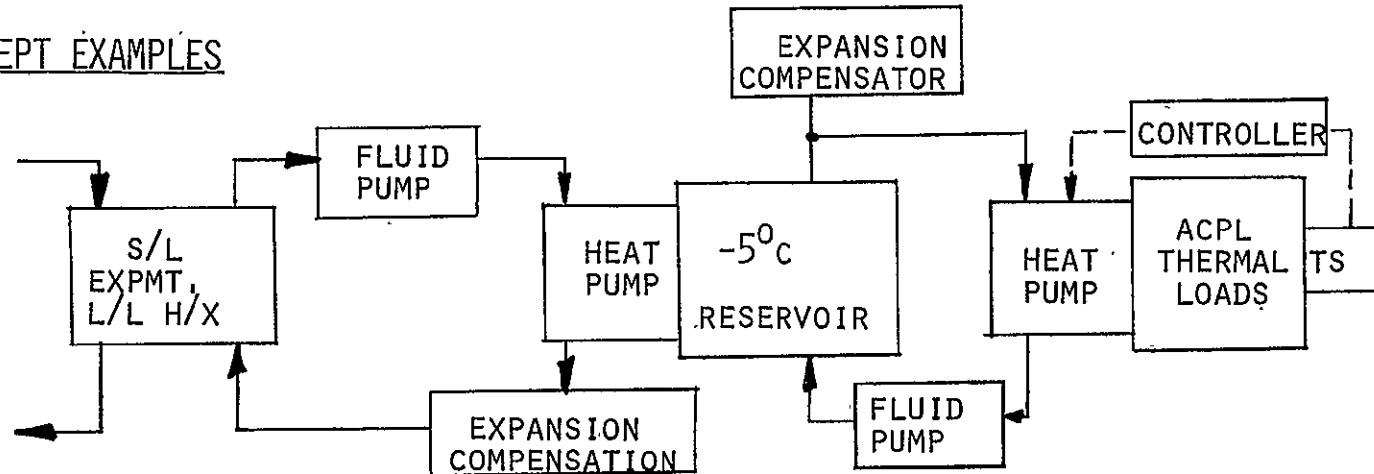 EPT EXAMPLES
EXPANSION
COMPENSATOR
CONTROLLER
FLUID
PUMP
S/L
EXPMT.
L/L H/X
HEAT
PUMP
-5⁰C
RESERVOIR
HEAT
PUMP
ACPL
THERMAL
LOADS
TS
EXPANSION
COMPENSATION
FLUID
PUMP